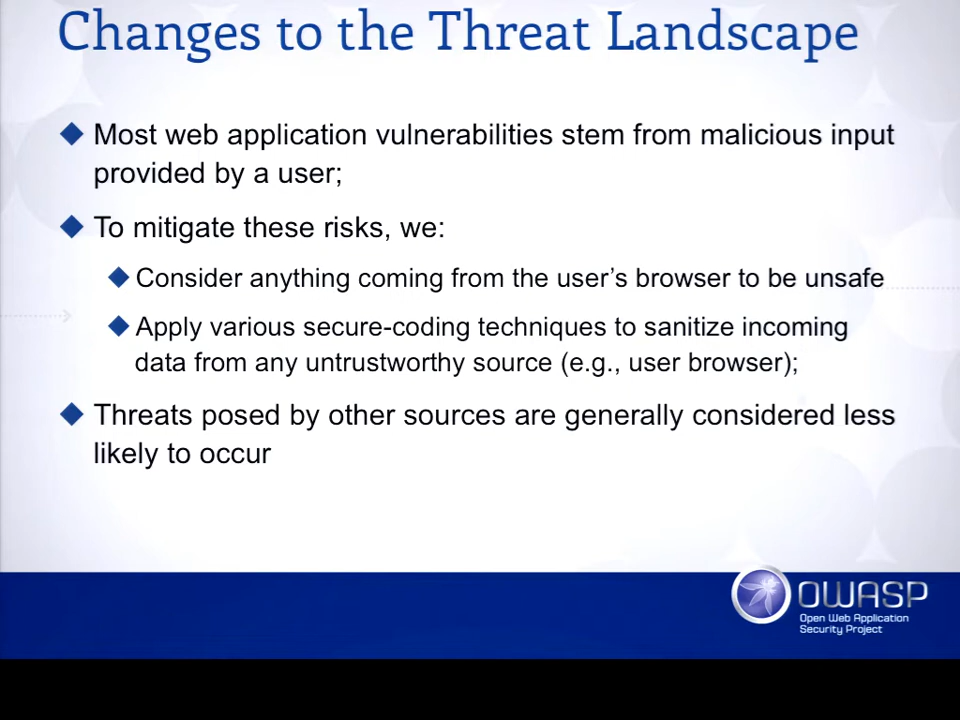 Changes to the Threat Landscape
Most web application vulnerabilities stem from malicious input
provided by a user;
To mitigate these risks, we:
Consider anything coming from the user's browser to be unsafe
Apply various secure-coding techniques to sanitize incoming
data from any untrustworthy source (e.g., user browser);
Threats posed by other sources are generally considered less
likely to occur
OWASP
Open Web Application
Security Project